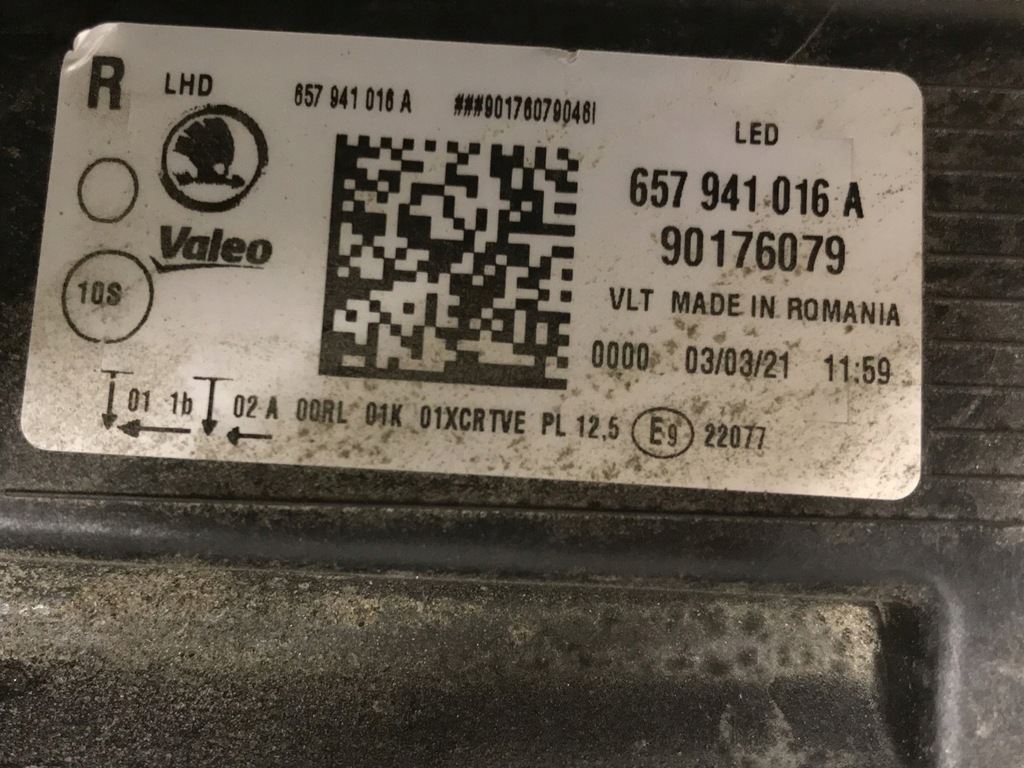 R LHD 657 941 016 A ###90176079046I
LED
657 941 016 A
Valeo
90176079
10S
VLT MADE IN ROMANIA
0000 03/03/21 11:59
01 1b 02 A 00RL 01K 01XCRTVE PL 12,5 E9 22077